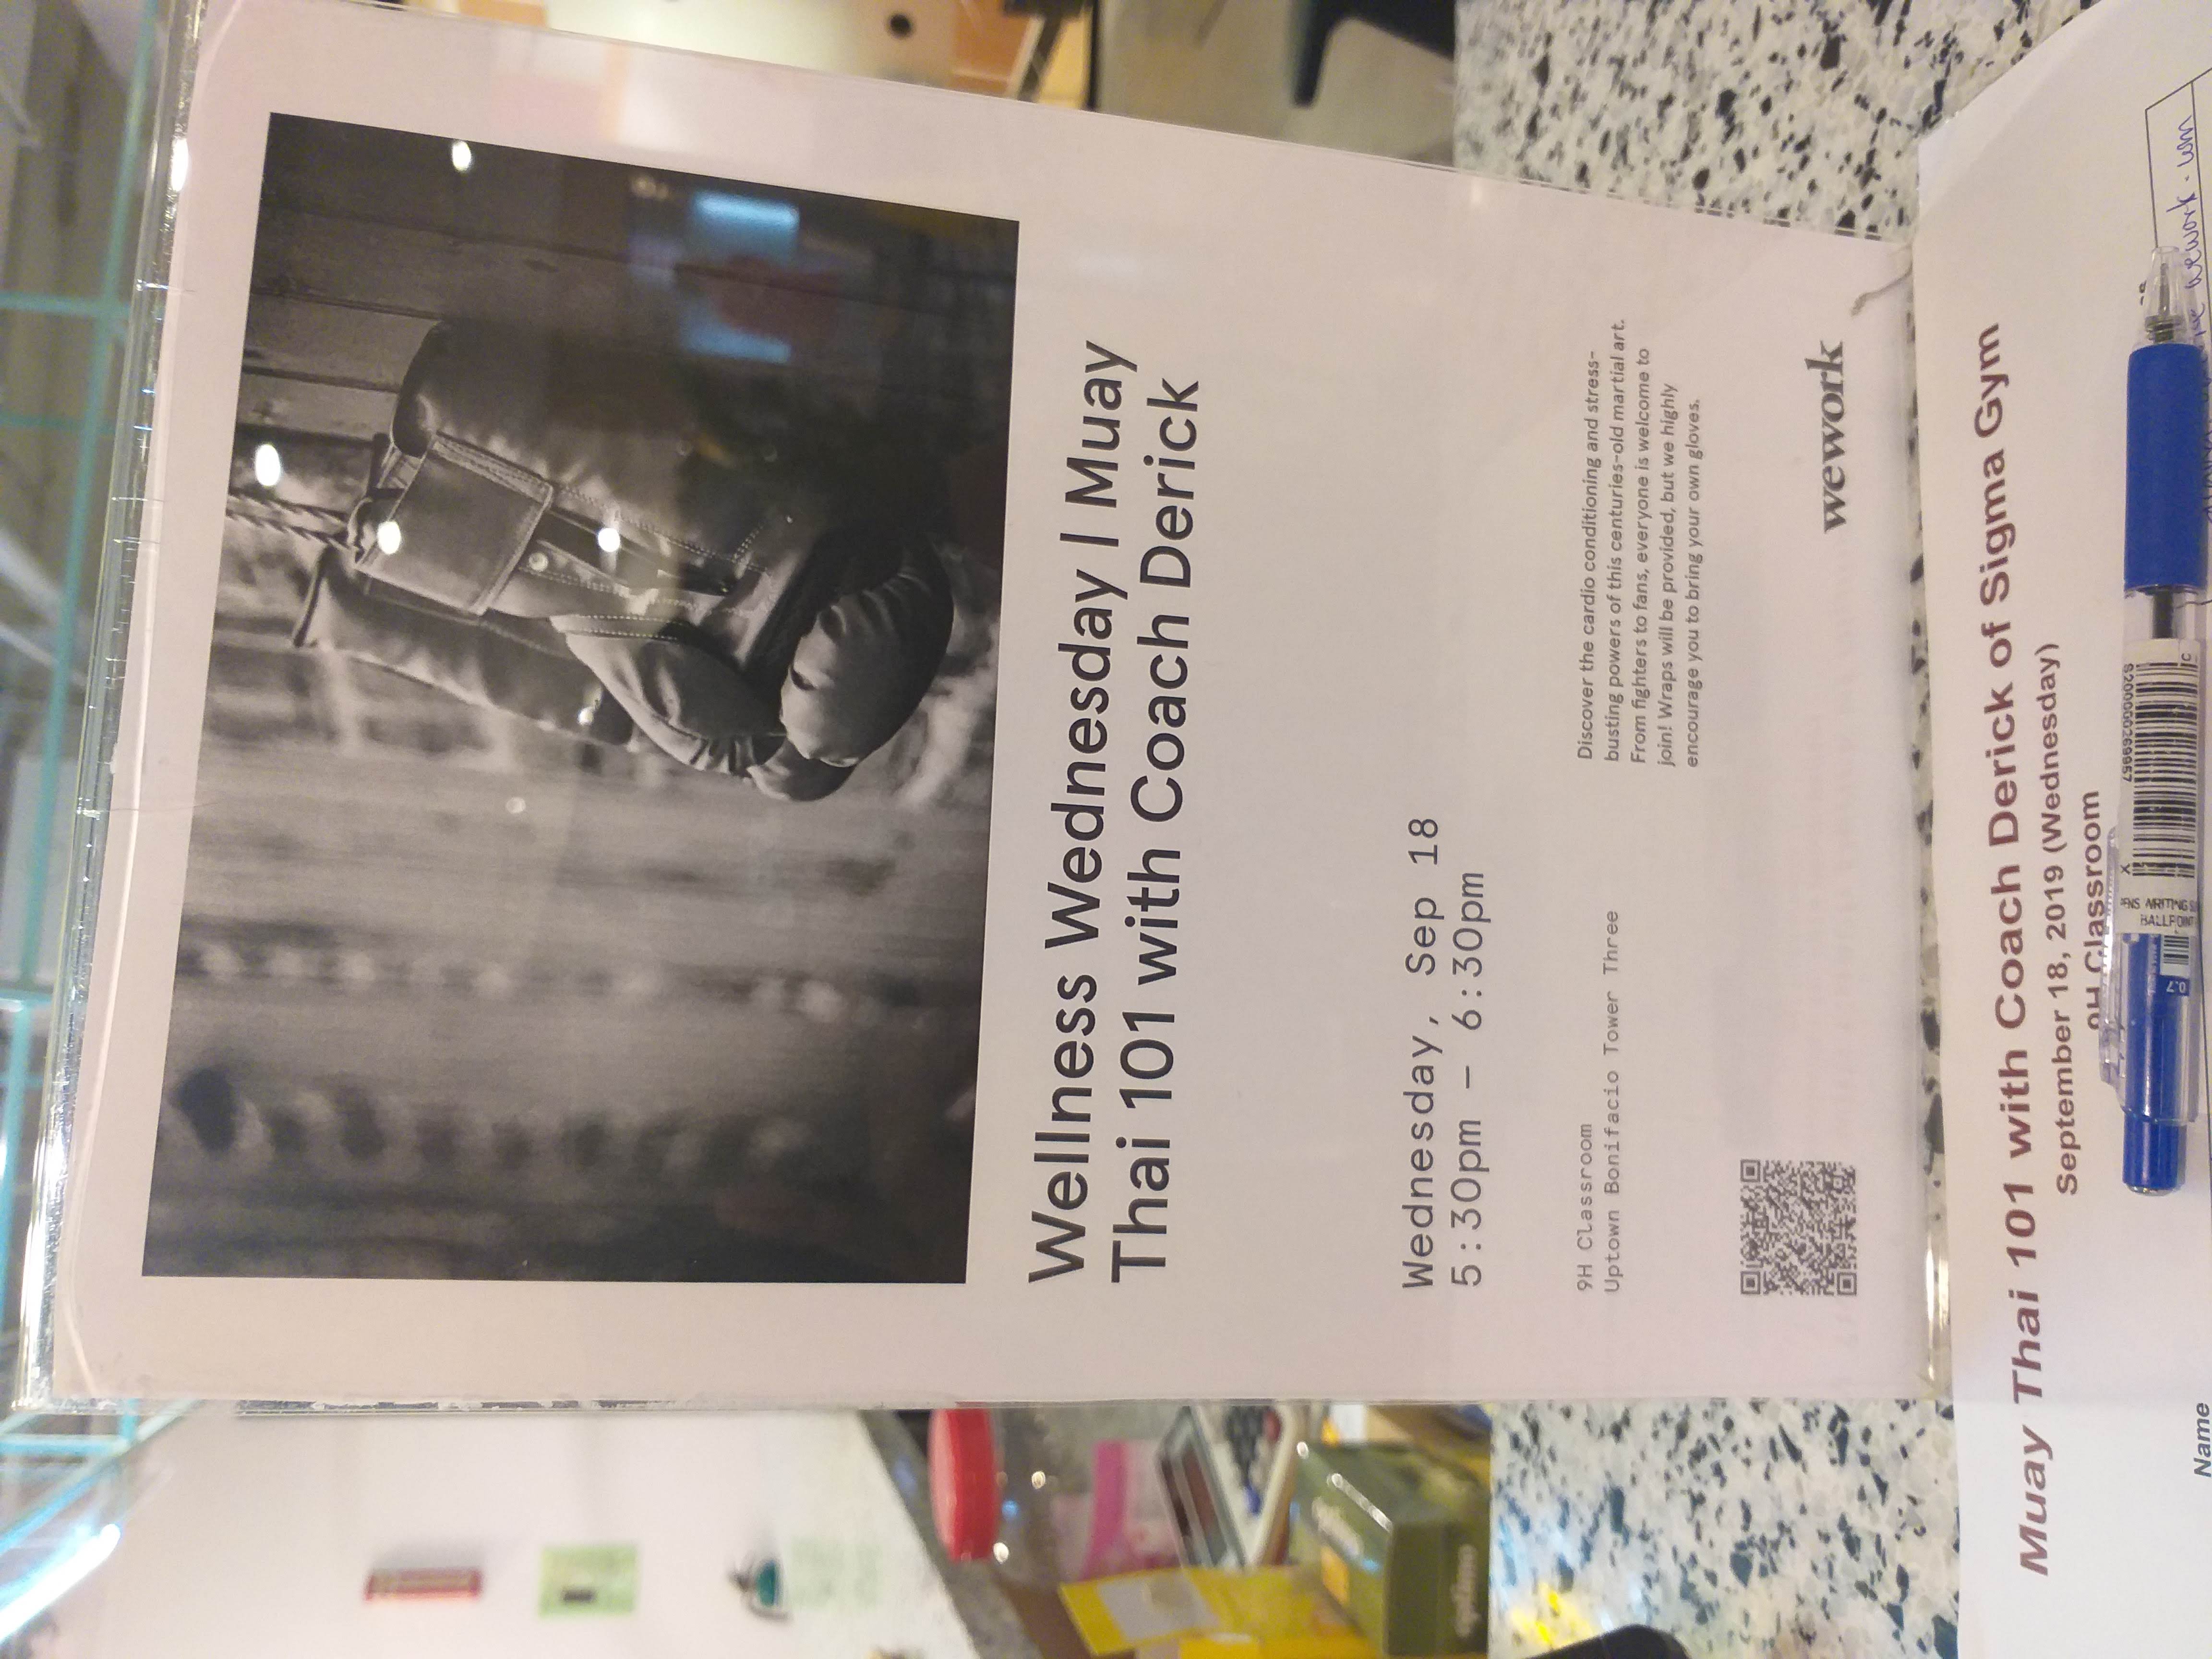 Wellness Wednesday | Muay
Thai 101 with Coach Derick
Wednesday, Sep 18
5:30pm – 6:30pm
9H Classroom
Uptown Bonifacio Tower Three
Discover the cardio conditioning and stress-
busting powers of this centuries-old martial art.
From fighters to fans, everyone is welcome to
join! Wraps will be provided, but we highly
encourage you to bring your own gloves.
wework
optimo
Muay Thai 101 with Coach Derick of Sigma Gym
September 18, 2019 (Wednesday)
9H Classroom
0.7
Name
wework.com